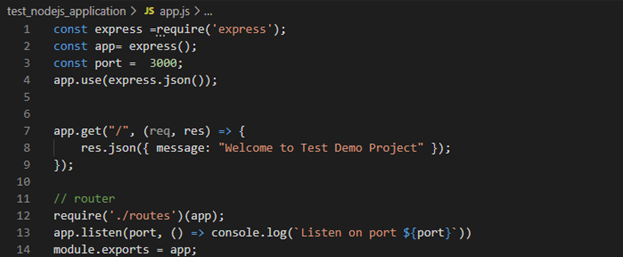 test_nodejs_application > JS app.js > ...
1 const express =require('express');
2 const app= express();
3 const port =  3000;
4 app.use(express.json());
5
6
7 app.get("/", (req, res) => {
8     res.json({ message: "Welcome to Test Demo Project" });
9 });
10
11 // router
12 require('./routes')(app);
13 app.listen(port, () => console.log(`Listen on port ${port}`))
14 module.exports = app;